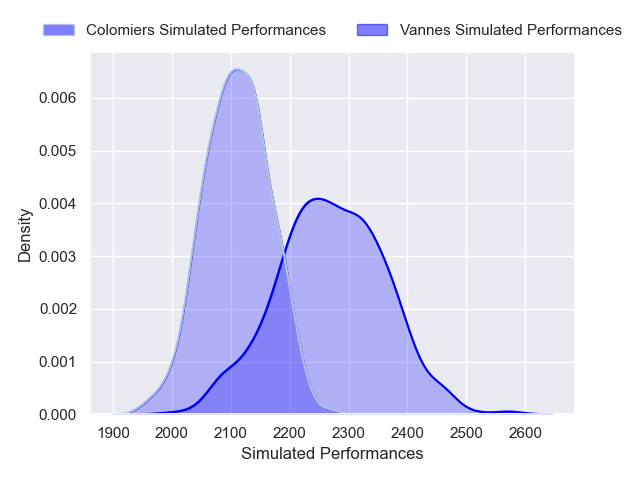 Colomiers Simulated Performances Vannes Simulated Performances
0.006
0.005
0.004
0.003
0.002
0.001
0.000
Density
1900 2000 2100 2200 2300 2400 2500 2600
Simulated Performances